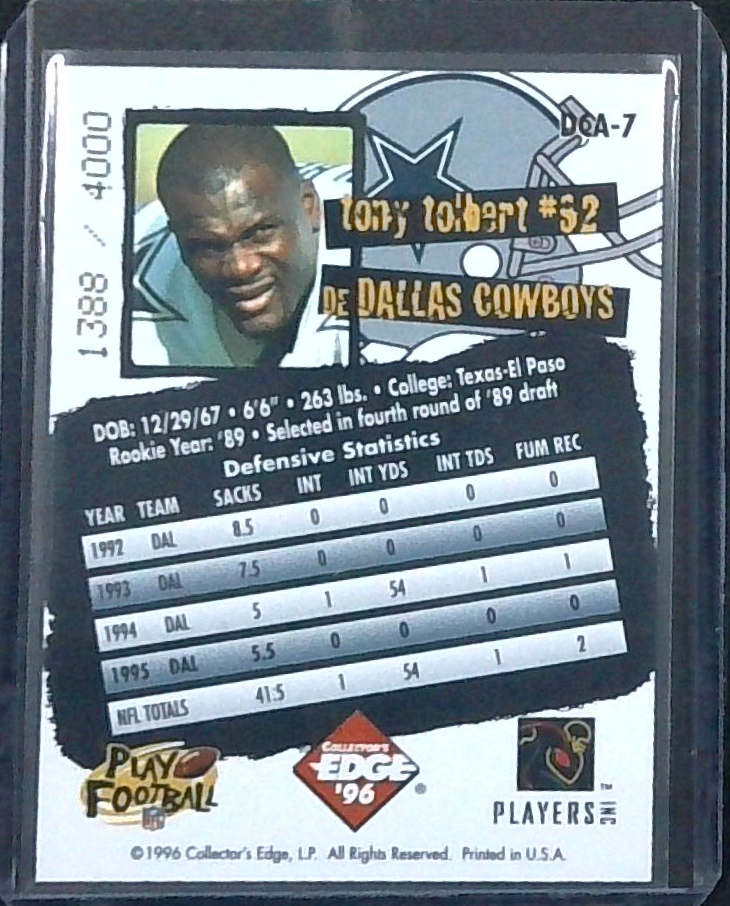 1388 / 4000
DCA-7
tony tolbert #92
DE DALLAS COWBOYS
DOB: 12/29/67 • 6'6" • 263 lbs. • College: Texas-El Paso
Rookie Year: '89 • Selected in fourth round of '89 draft
Defensive Statistics
YEAR TEAM SACKS INT INT YDS INT TDS FUM REC
1992 DAL 8.5 0 0 0 0
1993 DAL 7.5 0 0 0 0
1994 DAL 5 1 54 1 1
1995 DAL 5.5 0 0 0 0
NFL TOTALS 41.5 1 54 1 2
PLAY
FOOTBALL
NFL
COLLECTOR'S
EDGE ®
'96
PLAYERS INC ™
©1996 Collector's Edge, L.P. All Rights Reserved. Printed in U.S.A.